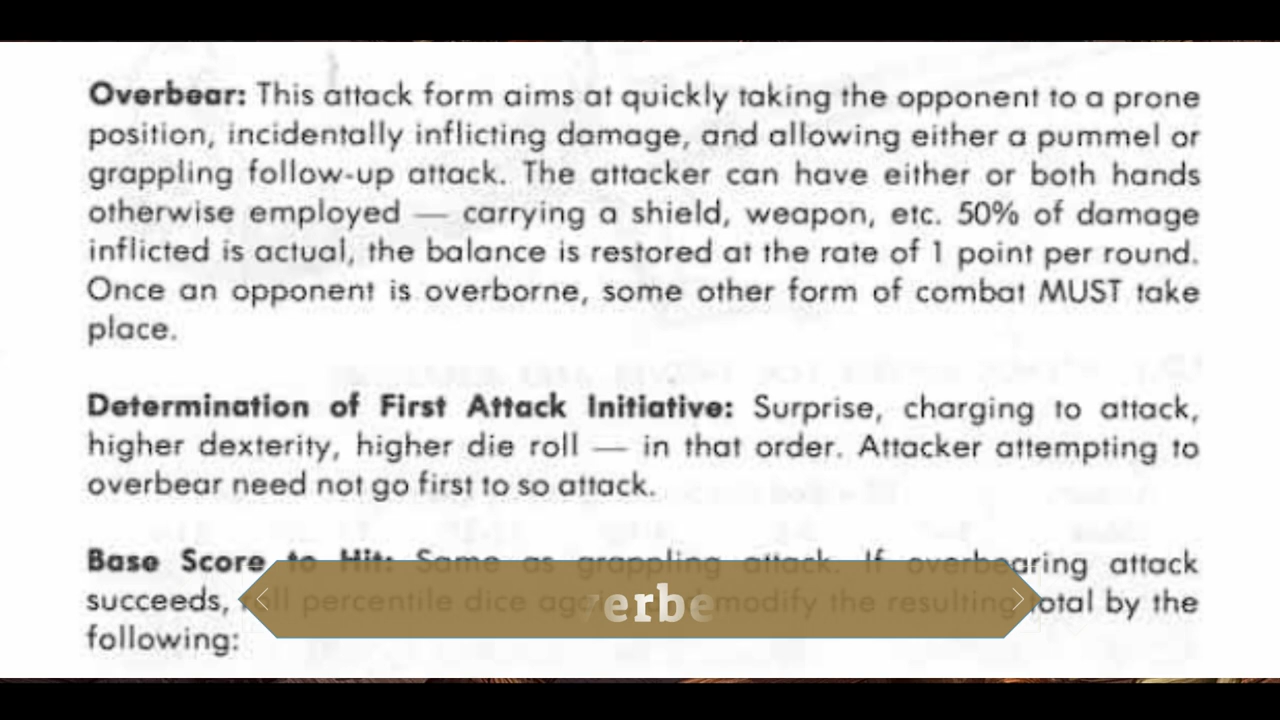 Overbear: This attack form aims at quickly taking the opponent to a prone
position, incidentally inflicting damage, and allowing either a pummel or
grappling follow-up attack. The attacker can have either or both hands
otherwise employed — carrying a shield, weapon, etc. 50% of damage
inflicted is actual, the balance is restored at the rate of 1 point per round.
Once an opponent is overborne, some other form of combat MUST take
place.
Determination of First Attack Initiative: Surprise, charging to attack,
higher dexterity, higher die roll — in that order. Attacker attempting to
overbear need not go first to so attack.
Base Score to Hit: Same as grappling attack. If overbearing attack
succeeds, roll percentile dice modify the resulting total by the
erbe
following: